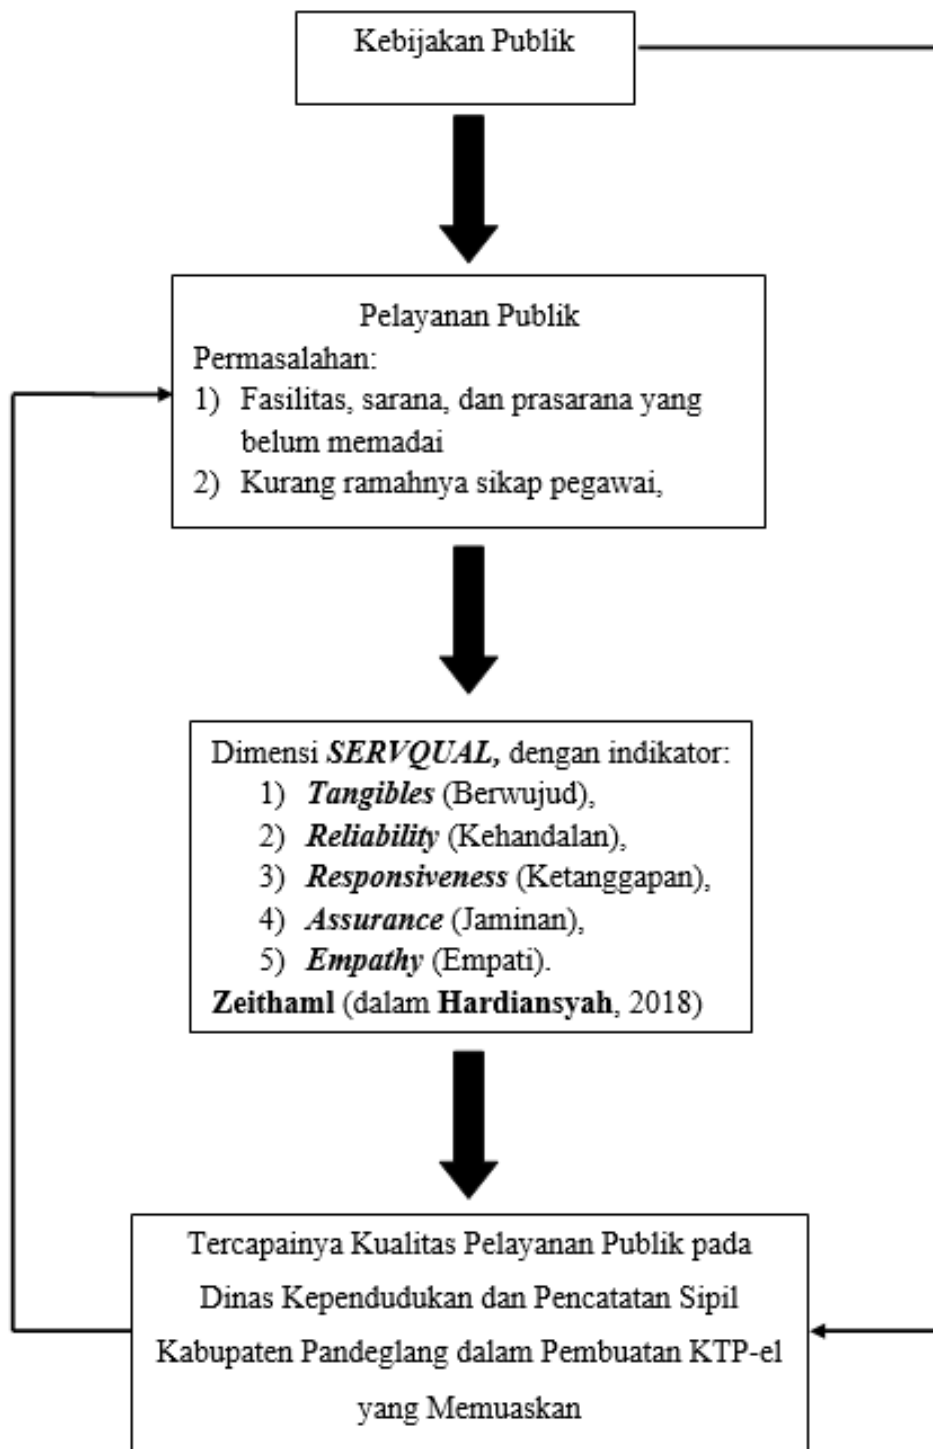 Kebijakan Publik
Pelayanan Publik
Permasalahan:
1) Fasilitas, sarana, dan prasarana yang
belum memadai
2) Kurang ramahnya sikap pegawai,
Dimensi SERVQUAL, dengan indikator:
1) Tangibles (Berwujud),
2) Reliability (Kehandalan),
3) Responsiveness (Ketanggapan),
4) Assurance (Jaminan),
5) Empathy (Empati).
Zeithaml (dalam Hardiansyah, 2018)
Tercapainya Kualitas Pelayanan Publik pada
Dinas Kependudukan dan Pencatatan Sipil
Kabupaten Pandeglang dalam Pembuatan KTP-el
yang Memuaskan